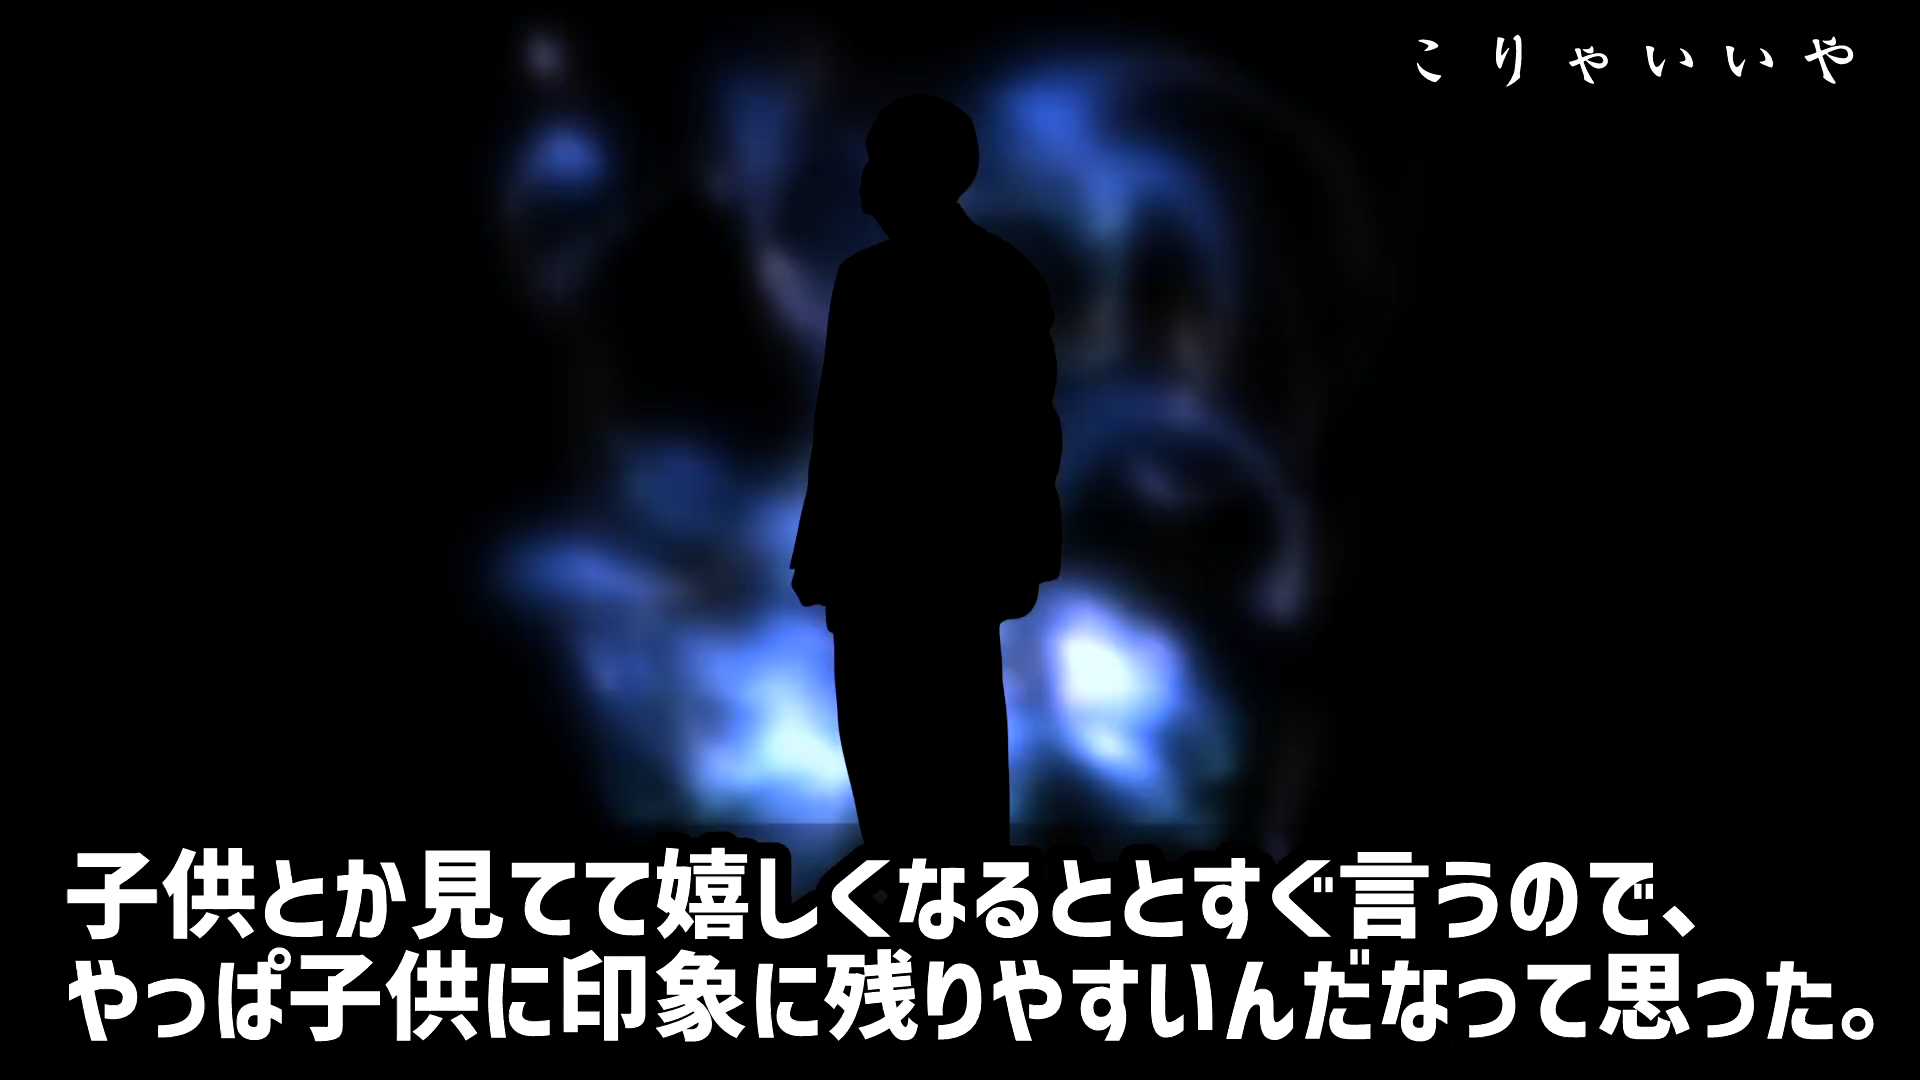 こりゃいいや
子供とか見てて嬉しくなるととすぐ言うので、
やっぱ子供に印象に残りやすいんだなって思った。